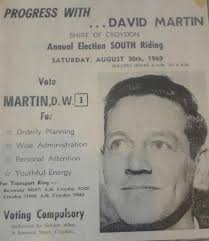 PROGRESS WITH
...DAVID MARTIN
SHIRE OF CROYDON
Annual Election SOUTH Riding
SATURDAY, AUGUST 30th, 1969
Vote
MARTIN, D. W. 1
For
☆ Orderly Planning
☆ Wise Administration
☆ Personal Attention
☆ Youthful Energy
For Transport Ring —
Voting Compulsory